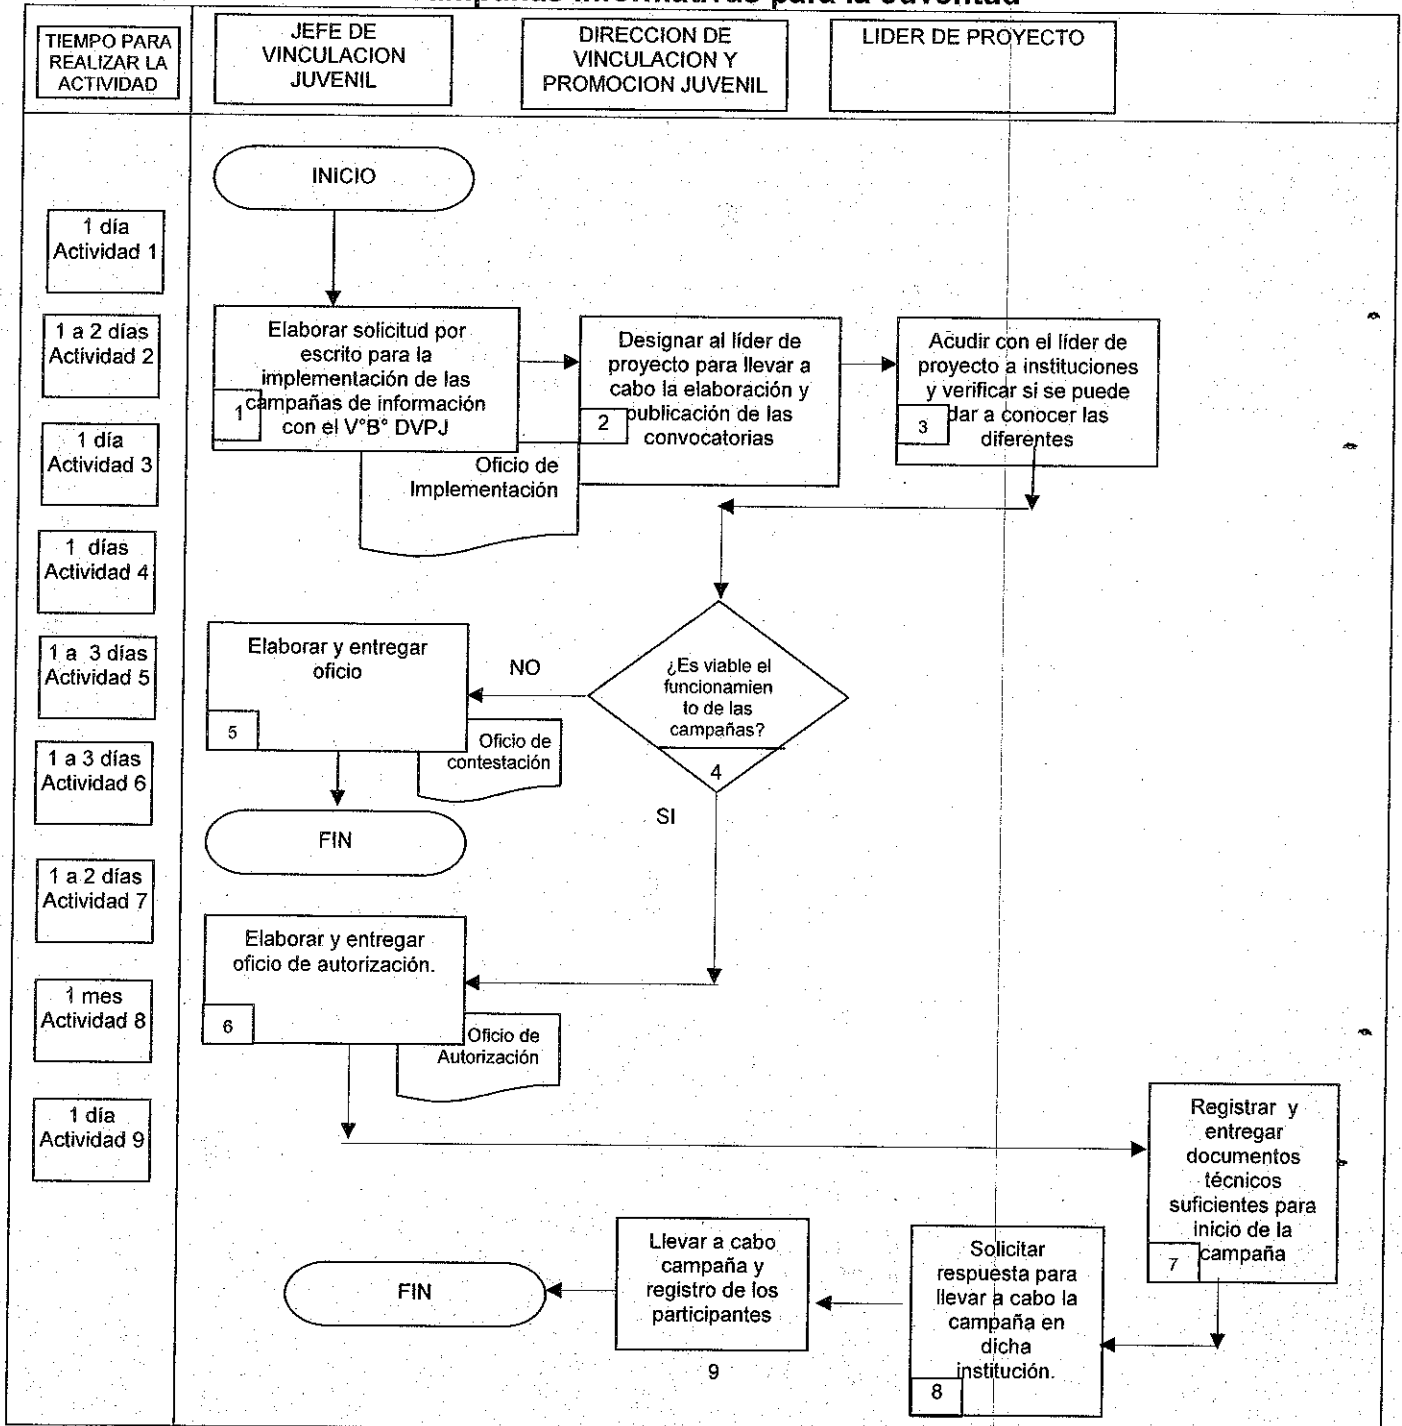 Informativas para la Juventud
TIEMPO PARA
REALIZAR LA
ACTIVIDAD
JEFE DE
VINCULACION
JUVENIL
DIRECCION DE
VINCULACION Y
PROMOCION JUVENIL
LIDER DE PROYECTO
INICIO
1 día
Actividad 1
1 a 2 días
Actividad 2
1 día
Actividad 3
1 días
Actividad 4
1 a 3 días
Actividad 5
1 a 3 días
Actividad 6
1 a 2 días
Actividad 7
1 mes
Actividad 8
1 día
Actividad 9
Elaborar solicitud por
escrito para la
implementación de las
campañas de información
con el V°B° DVPJ
1
Oficio de
Implementación
Designar al líder de
proyecto para llevar a
cabo la elaboración y
publicación de las
convocatorias
2
Acudir con el líder de
proyecto a instituciones
y verificar si se puede
dar a conocer las
diferentes
3
¿Es viable el
funcionamien
to de las
campañas?
4
NO
Elaborar y entregar
oficio
5
Oficio de
contestación
FIN
SI
Elaborar y entregar
oficio de autorización.
6
Oficio de
Autorización
Registrar y
entregar
documentos
técnicos
suficientes para
inicio de la
campaña
7
Solicitar
respuesta para
llevar a cabo la
campaña en
dicha
institución.
8
Llevar a cabo
campaña y
registro de los
participantes
9
FIN